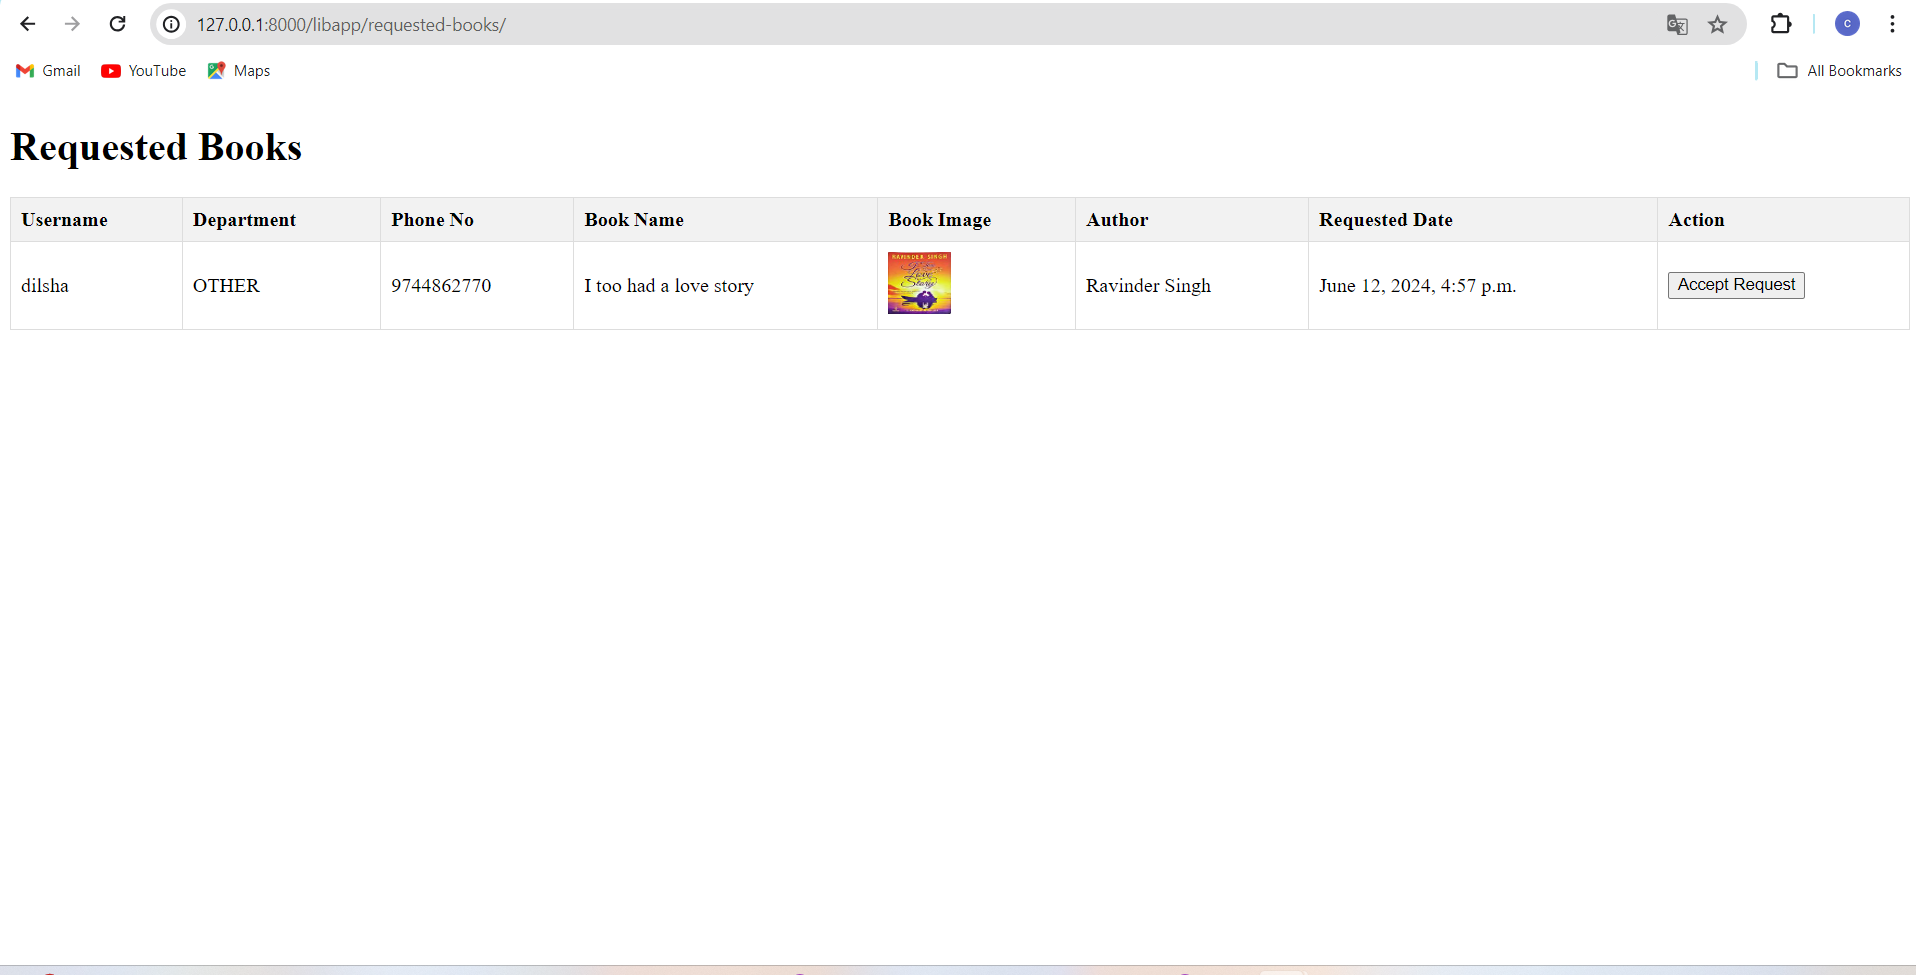 127.0.0.1:8000/libapp/requested-books/
C
Gmail YouTube Maps All Bookmarks
Requested Books
Username Department Phone No Book Name Book Image Author Requested Date Action
RAVINDER SINGH
Love
Story
dilsha OTHER 9744862770 I too had a love story Ravinder Singh June 12, 2024, 4:57 p.m. Accept Request